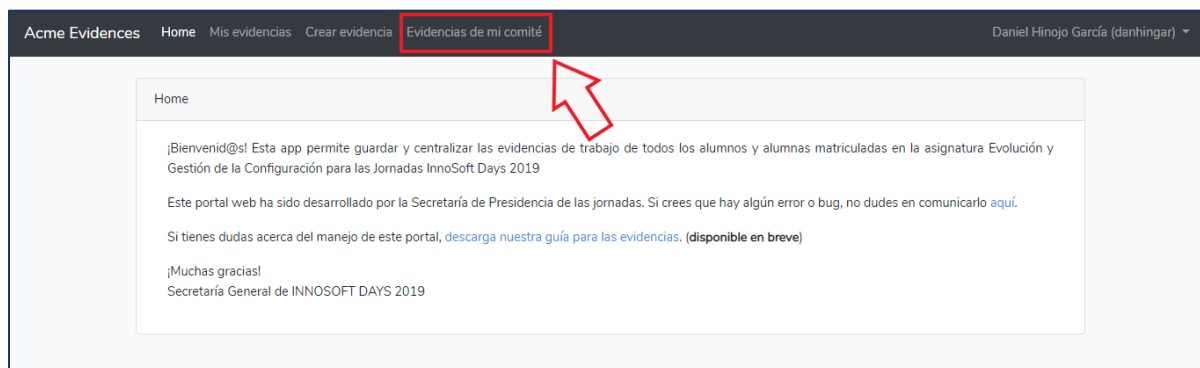 Acme Evidences Home Mis evidencias Crear evidencia Evidencias de mi comité Daniel Hinojo García (danhingar)
Home
¡Bienvenid@s! Esta app permite guardar y centralizar las evidencias de trabajo de todos los alumnos y alumnas matriculadas en la asignatura Evolución y
Gestión de la Configuración para las Jornadas InnoSoft Days 2019
Este portal web ha sido desarrollado por la Secretaría de Presidencia de las jornadas. Si crees que hay algún error o bug, no dudes en comunicarlo aquí.
Si tienes dudas acerca del manejo de este portal, descarga nuestra guía para las evidencias. (disponible en breve)
¡Muchas gracias!
Secretaría General de INNOSOFT DAYS 2019